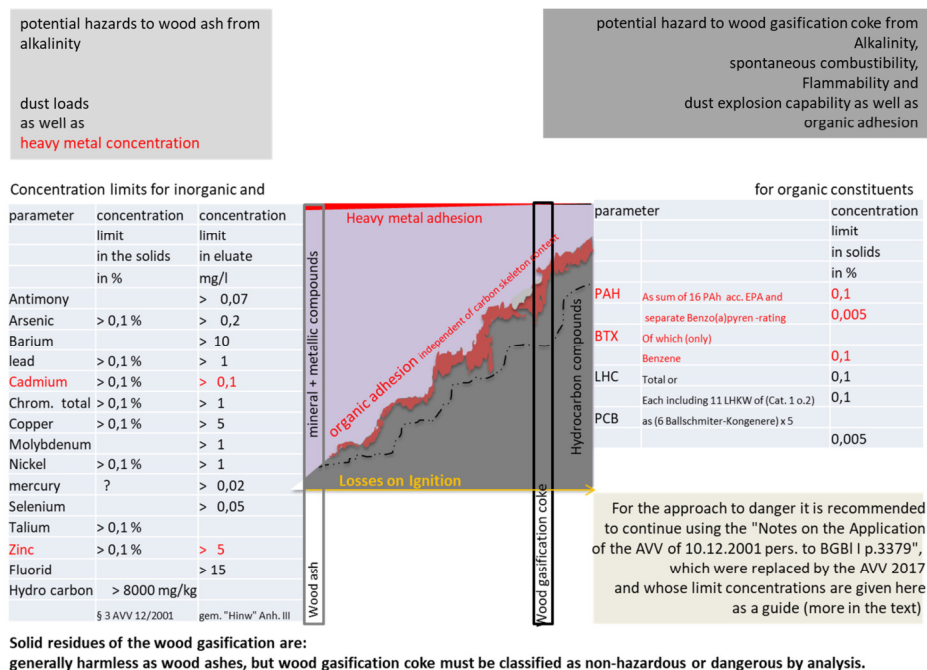 potential hazards to wood ash from
alkalinity
dust loads
as well as
heavy metal concentration
potential hazard to wood gasification coke from
Alkalinity,
spontaneous combustibility,
Flammability and
dust explosion capability as well as
organic adhesion
Concentration limits for inorganic and
parameter concentration concentration
limit limit
in the solids in eluate
in % mg/l
Antimony > 0,07
Arsenic > 0,1 % > 0,2
Barium > 10
lead > 0,1 % > 1
Cadmium > 0,1 % > 0,1
Chrom. total > 0,1 % > 1
Copper > 0,1 % > 5
Molybdenum > 1
Nickel > 0,1 % > 1
mercury ? > 0,02
Selenium > 0,05
Talium > 0,1 %
Zinc > 0,1 % > 5
Fluorid > 15
Hydro carbon > 8000 mg/kg
§ 3 AVV 12/2001 gem. "Hinw" Anh. III
Heavy metal adhesion
mineral + metallic compounds
organic adhesion independent of carbon skeleton content
Hydrocarbon compounds
Losses on Ignition
Wood ash
Wood gasification coke
for organic constituents
parameter concentration
limit
in solids
in %
PAH As sum of 16 PAh acc. EPA and 0,1
separate Benzo(a)pyren -rating 0,005
BTX Of which (only)
Benzene 0,1
LHC Total or 0,1
Each including 11 LHKW of (Cat. 1 o.2) 0,1
PCB as (6 Ballschmiter-Kongenere) x 5
0,005
For the approach to danger it is recommended
to continue using the "Notes on the Application
of the AVV of 10.12.2001 pers. to BGBl I p.3379",
which were replaced by the AVV 2017
and whose limit concentrations are given here
as a guide (more in the text)
Solid residues of the wood gasification are:
generally harmless as wood ashes, but wood gasification coke must be classified as non-hazardous or dangerous by analysis.